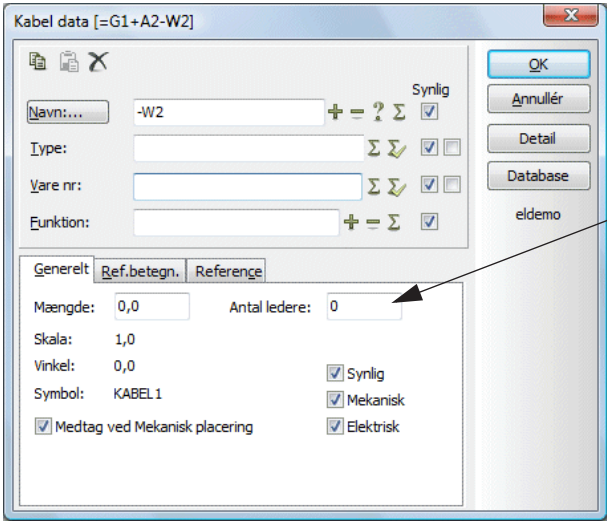 Kabel data [=G1+A2-W2]
Synlig
Navn:...
-W2
Type:
Vare nr:
Funktion:
OK
Annullér
Detail
Database
eldemo
Generelt
Ref.betegn.
Reference
Mængde:
0,0
Antal ledere:
0
Skala:
1,0
Vinkel:
0,0
Symbol:
KABEL1
Medtag ved Mekanisk placering
Synlig
Mekanisk
Elektrisk